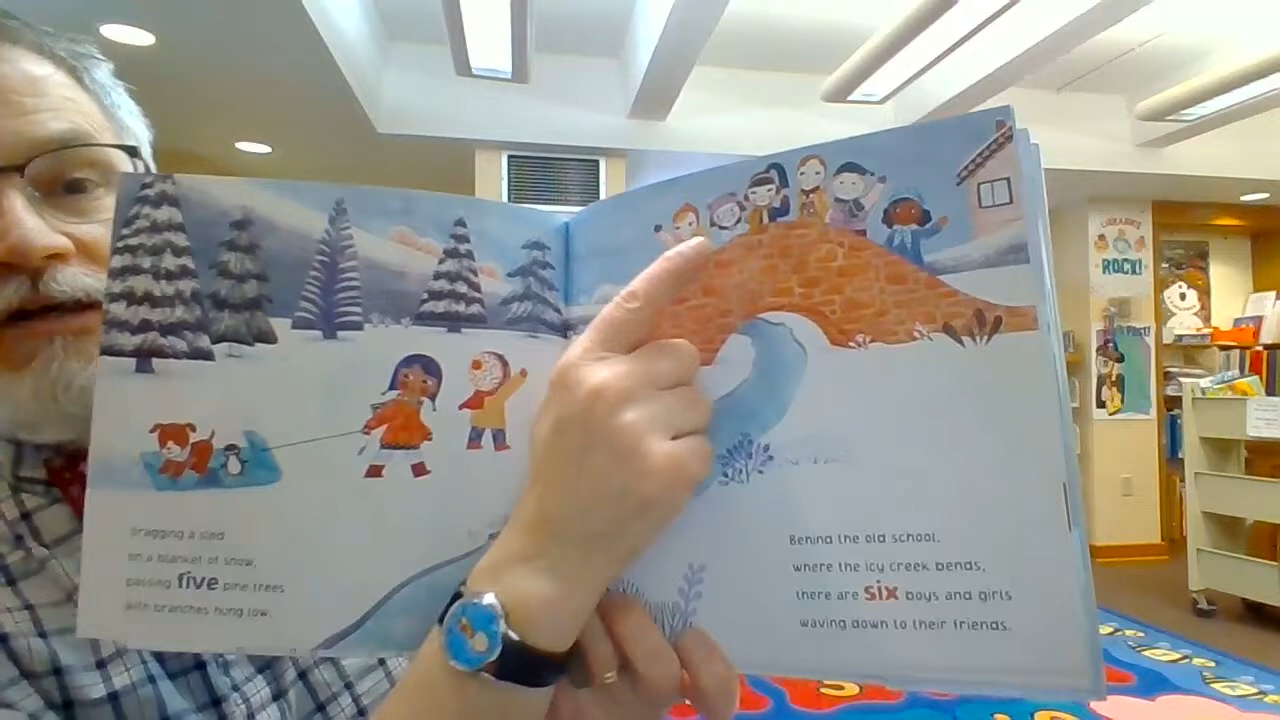 Dragging a sled
on a blanket of snow,
passing five pine trees
with branches hung low.
Behind the old school,
where the icy creek bends,
there are six boys and girls
waving down to their friends.
ROCK!